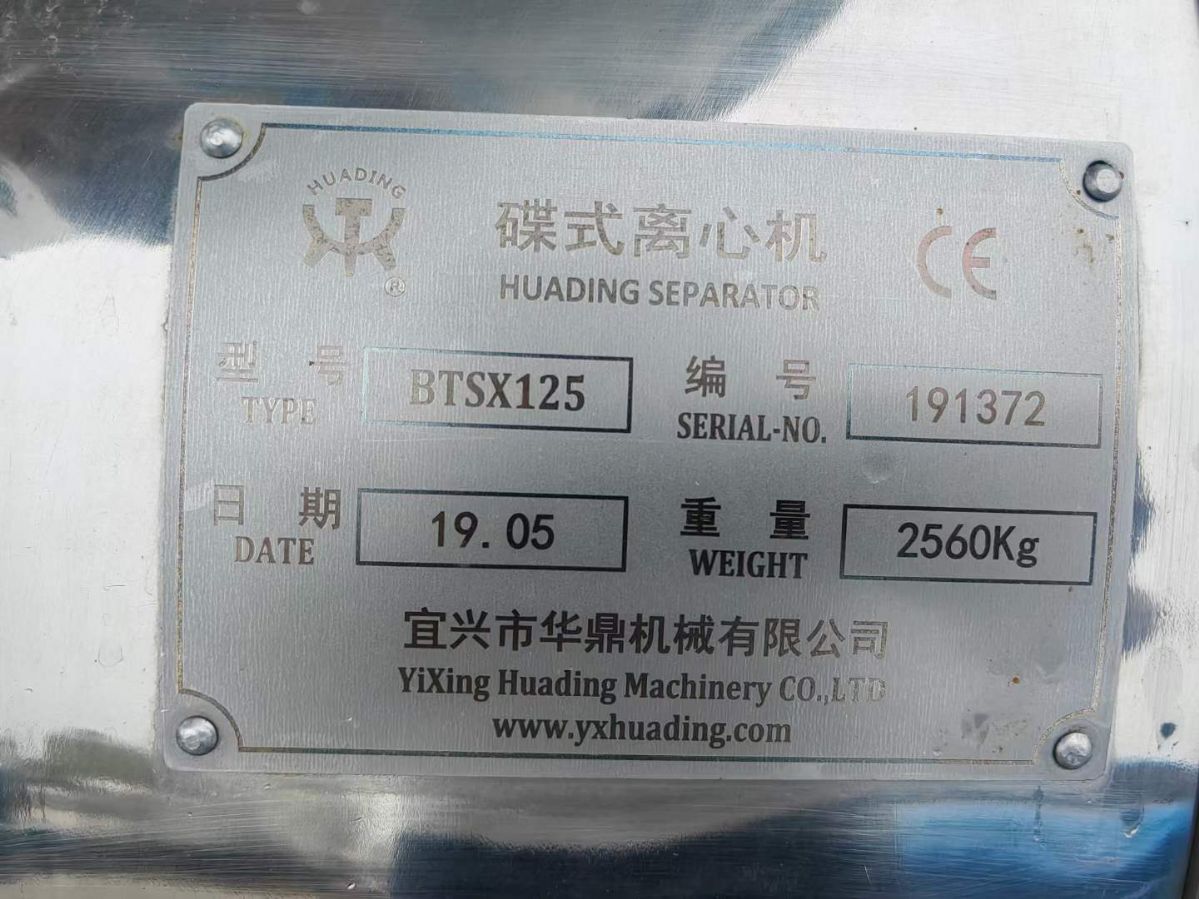 HUADING
®
碟式离心机
CE
HUADING SEPARATOR
型 号 BTSX125 编 号 191372
TYPE SERIAL-NO.
日 期 19.05 重 量 2560Kg
DATE WEIGHT
宜兴市华鼎机械有限公司
YiXing Huading Machinery CO.,LTD
www.yxhuading.com